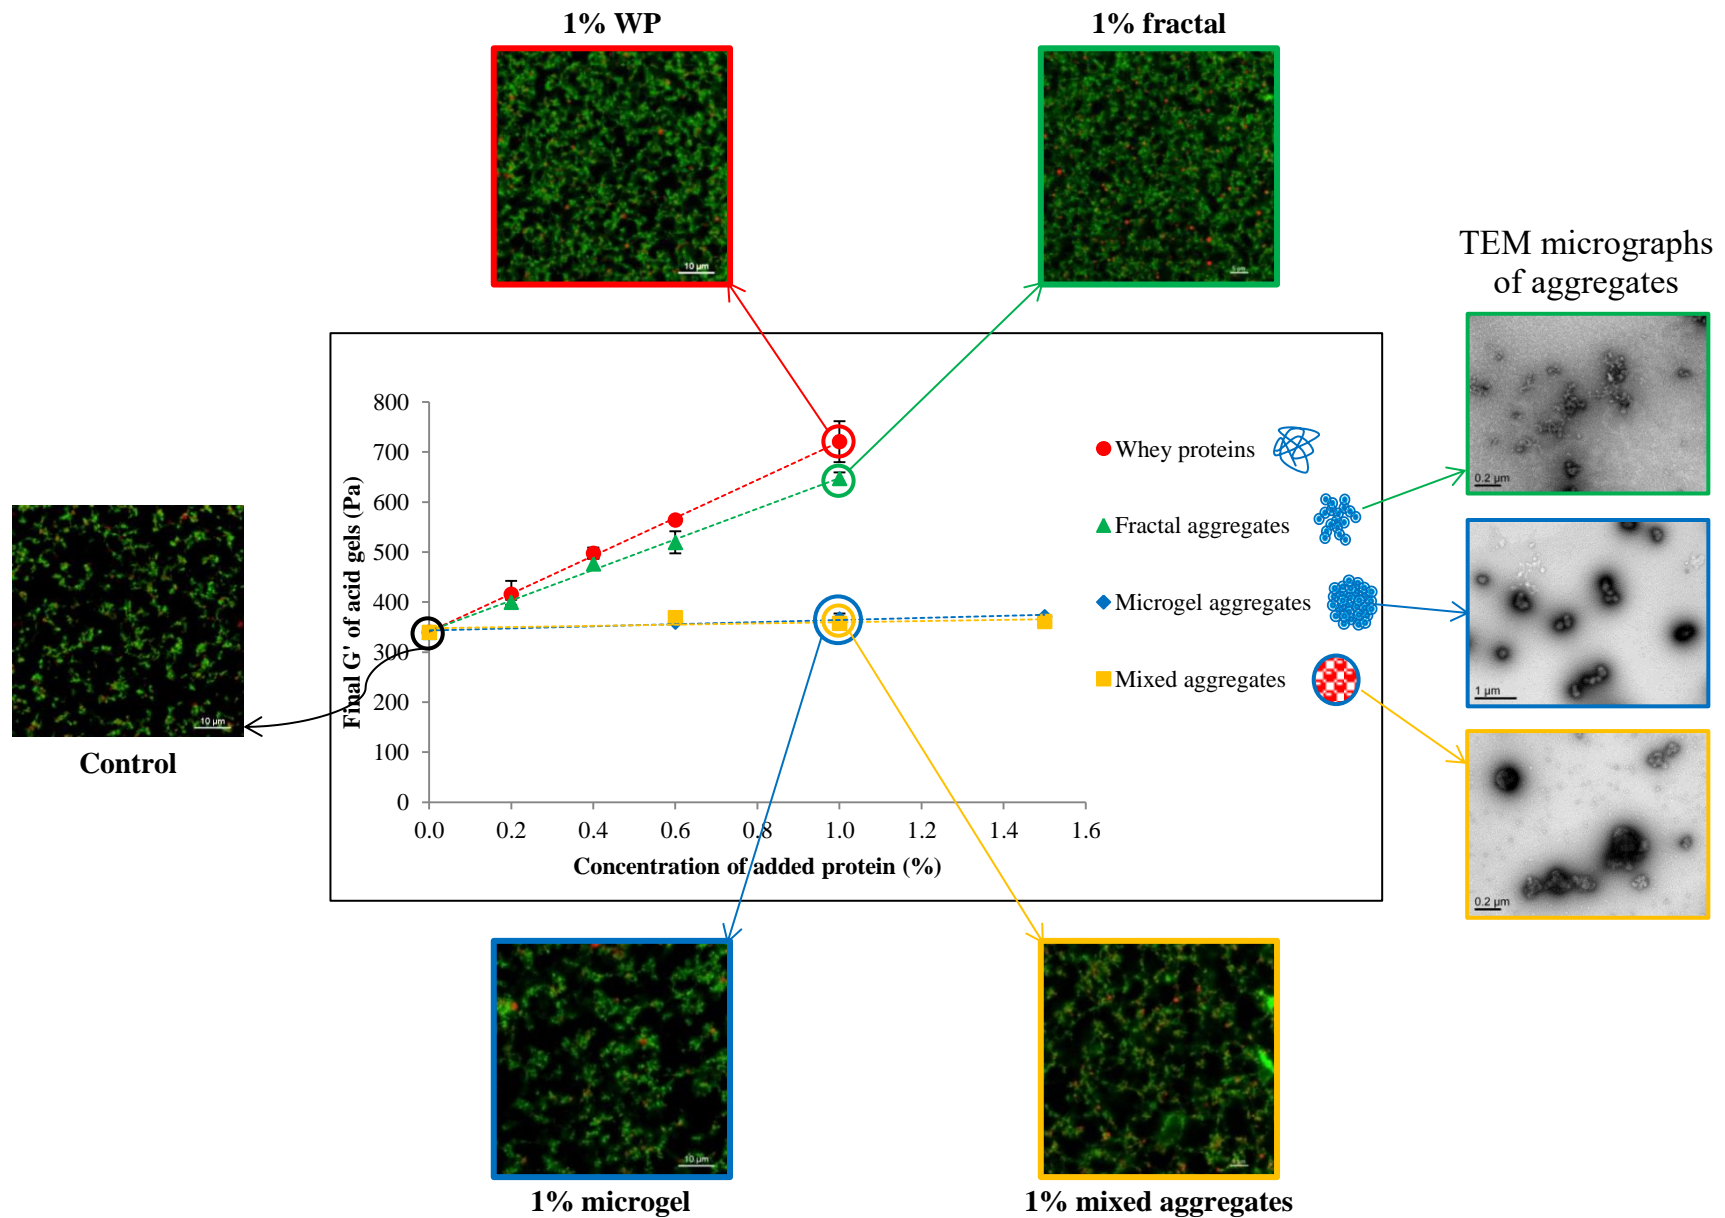 1% WP
1% fractal
10 µm
TEM micrographs
of aggregates
0.2 µm
1 µm
0.2 µm
800
700
600
500
400
300
200
100
0
Final G' of acid gels (Pa)
0.0 0.2 0.4 0.6 0.8 1.0 1.2 1.4 1.6
Concentration of added protein (%)
Whey proteins
Fractal aggregates
Microgel aggregates
Mixed aggregates
10 µm
Control
10 µm
1% microgel
1% mixed aggregates